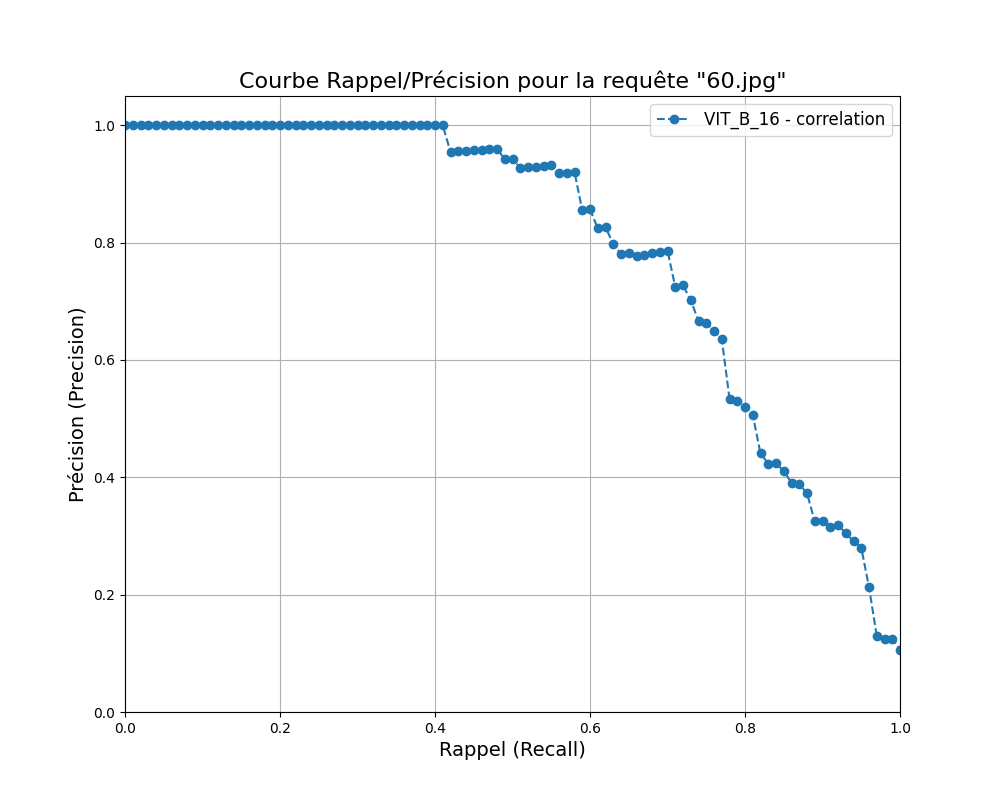 Courbe Rappel/Précision pour la requête "60.jpg"
VIT_B_16 - correlation
1.0
0.8
0.6
0.4
0.2
0.0
Précision (Precision)
0.0 0.2 0.4 0.6 0.8 1.0
Rappel (Recall)